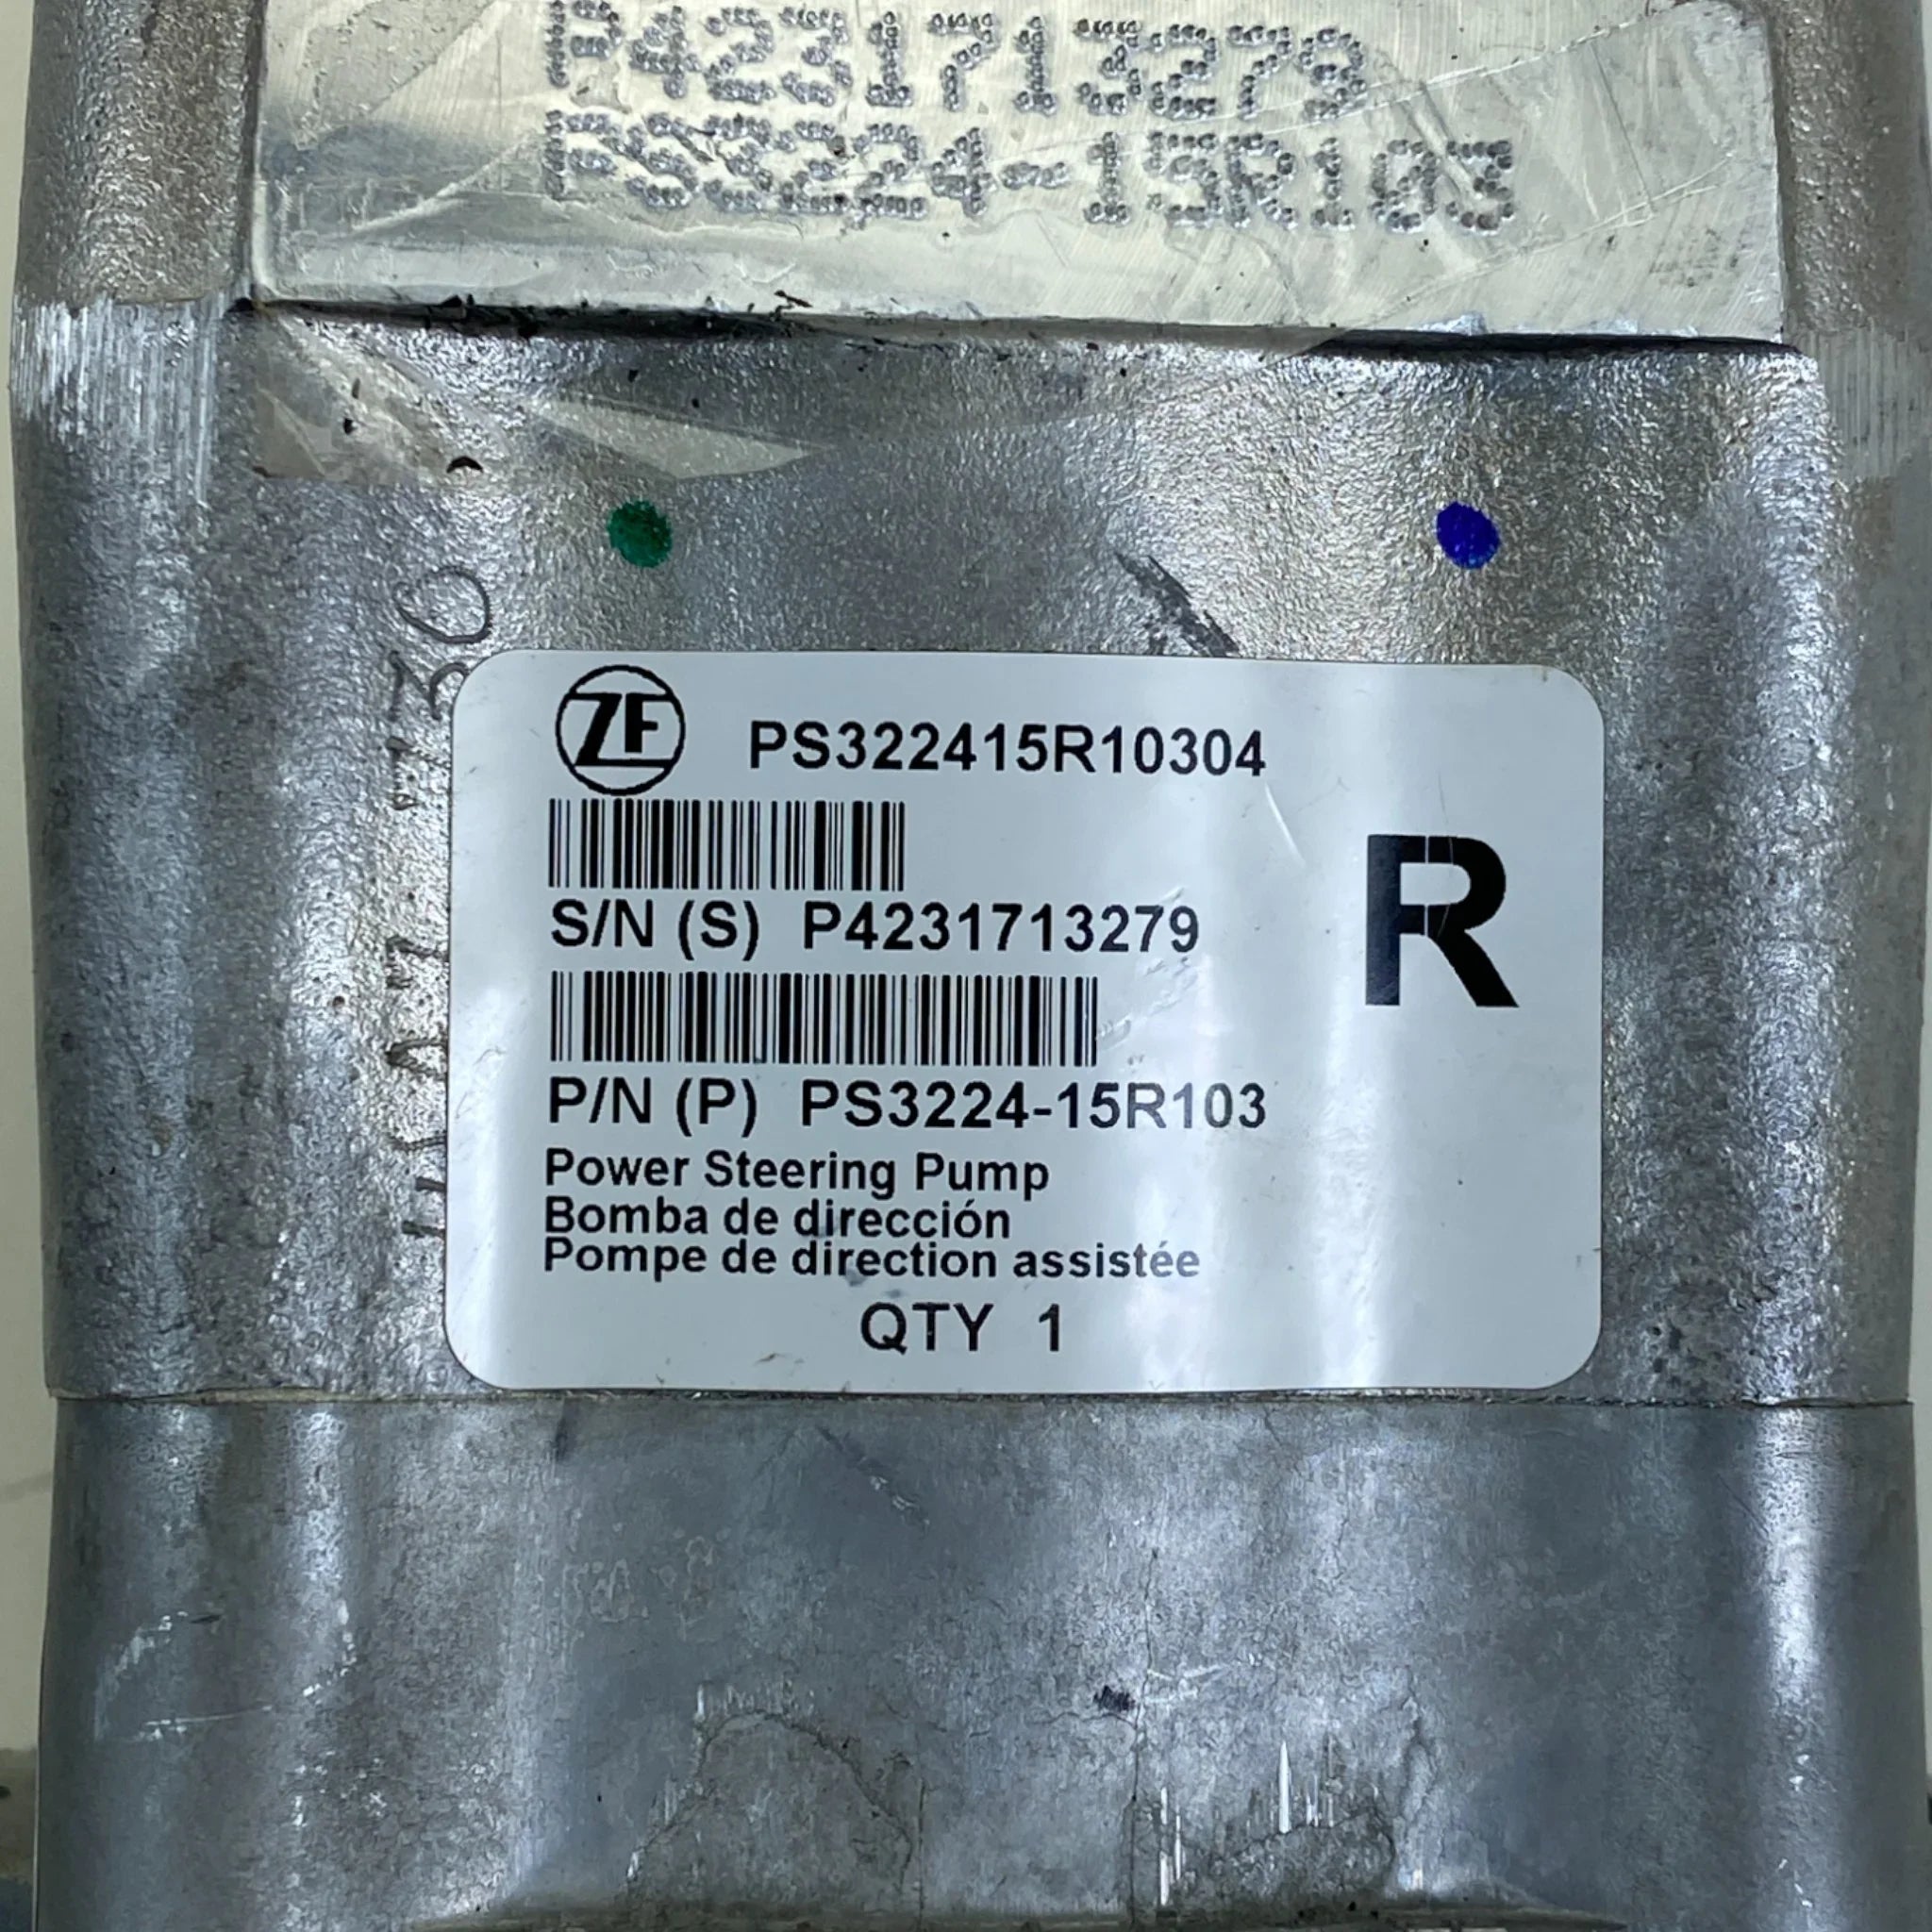 P4231713279
PS3224-15R103
ZF PS322415R10304
S/N (S) P4231713279
R
P/N (P) PS3224-15R103
Power Steering Pump
Bomba de dirección
Pompe de direction assistée
QTY 1